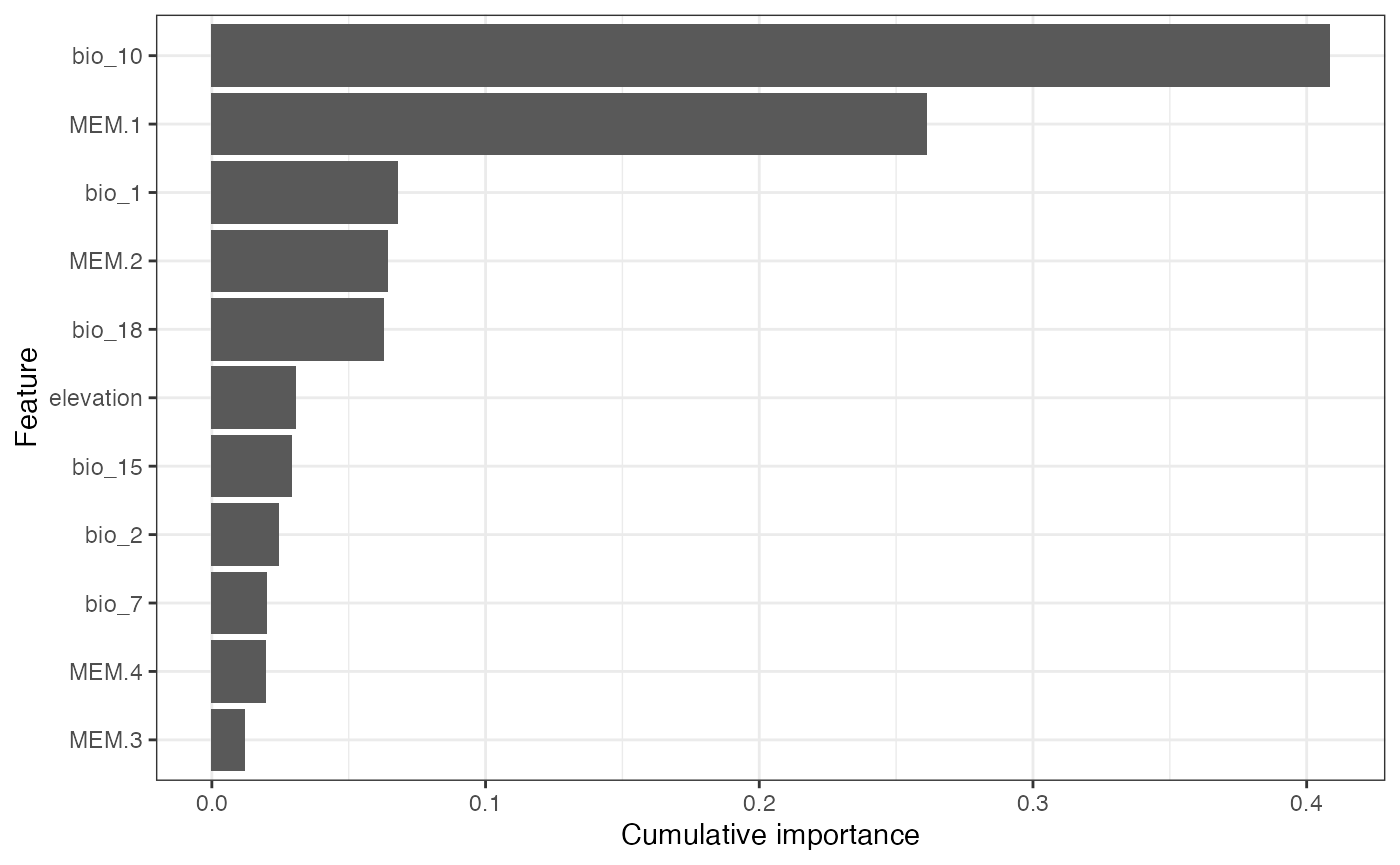 Feature
bio_10
MEM.1
bio_1
MEM.2
bio_18
elevation
bio_15
bio_2
bio_7
MEM.4
MEM.3
0.0 0.1 0.2 0.3 0.4
Cumulative importance